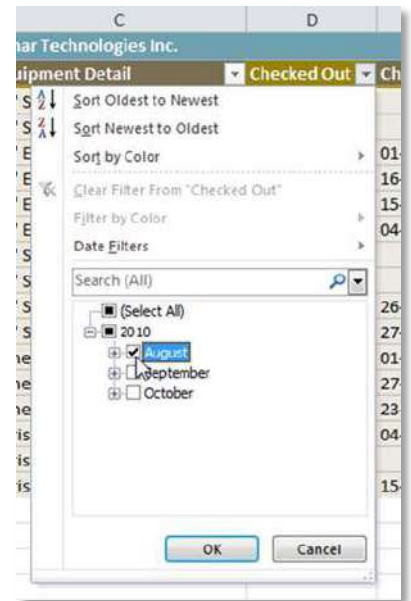 C D
nar Technologies Inc.
uipment Detail Checked Out Ch
Sort Oldest to Newest
Sort Newest to Oldest
Sort by Color
Clear Filter From "Checked Out"
Filter by Color
Date Filters
Search (All)
(Select All)
2010
August
September
October
OK Cancel
01-
16-
15-
04-
26-
27-
01-
27-
23-
04-
15-